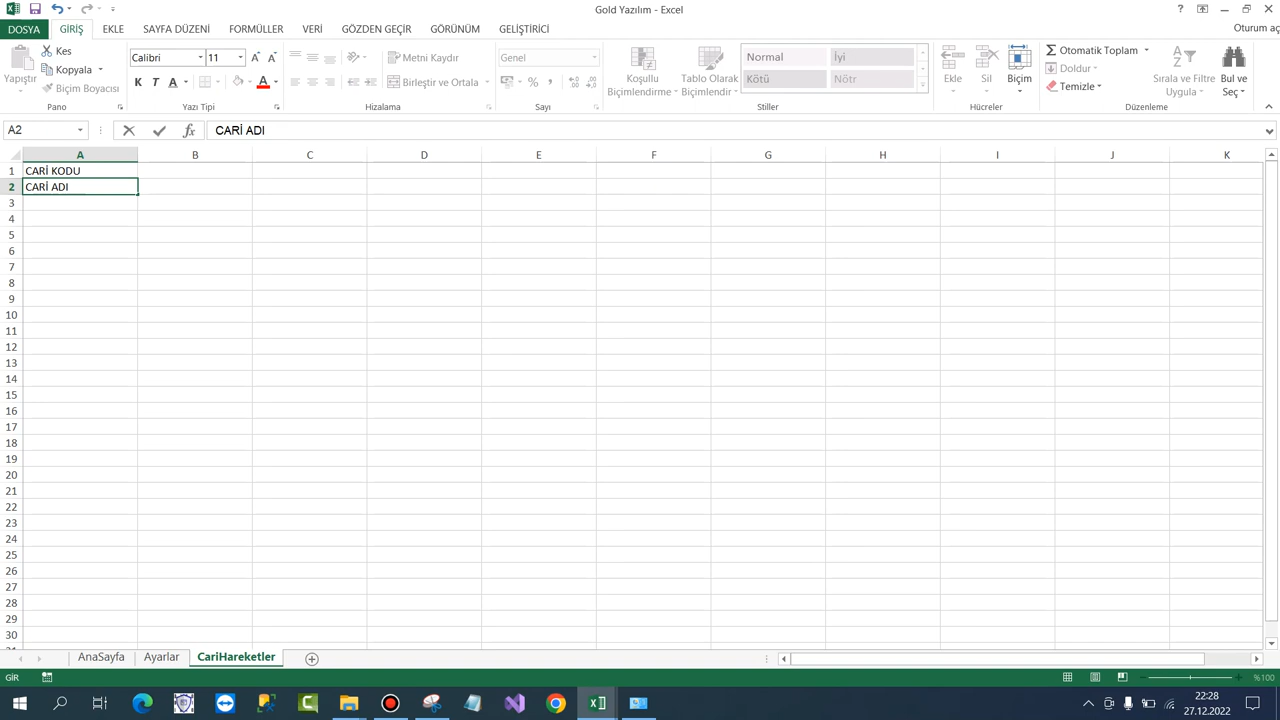 Gold Yazılım - Excel
?
DOSYA GİRİŞ EKLE SAYFA DÜZENİ FORMÜLLER VERİ GÖZDEN GEÇİR GÖRÜNÜM GELİŞTİRİCİ Oturum aç
Yapıştır
Kes
Kopyala
Biçim Boyacısı
Pano
Calibri 11
K T A
Yazı Tipi
Metni Kaydır
Birleştir ve Ortala
Hizalama
Genel
%
Sayı
Koşullu Biçimlendirme
Tablo Olarak Biçimlendir
Normal İyi
Kötü Nötr
Stiller
Ekle Sil Biçim
Hücreler
Otomatik Toplam
Doldur
Temizle
Sırala ve Filtre Uygula
Bul ve Seç
Düzenleme
A2 CARİ ADI
A B C D E F G H I J K
1 CARİ KODU
2 CARİ ADI
3
4
5
6
7
8
9
10
11
12
13
14
15
16
17
18
19
20
21
22
23
24
25
26
27
28
29
30
AnaSayfa Ayarlar CariHareketler
GİR %100
22:28
27.12.2022